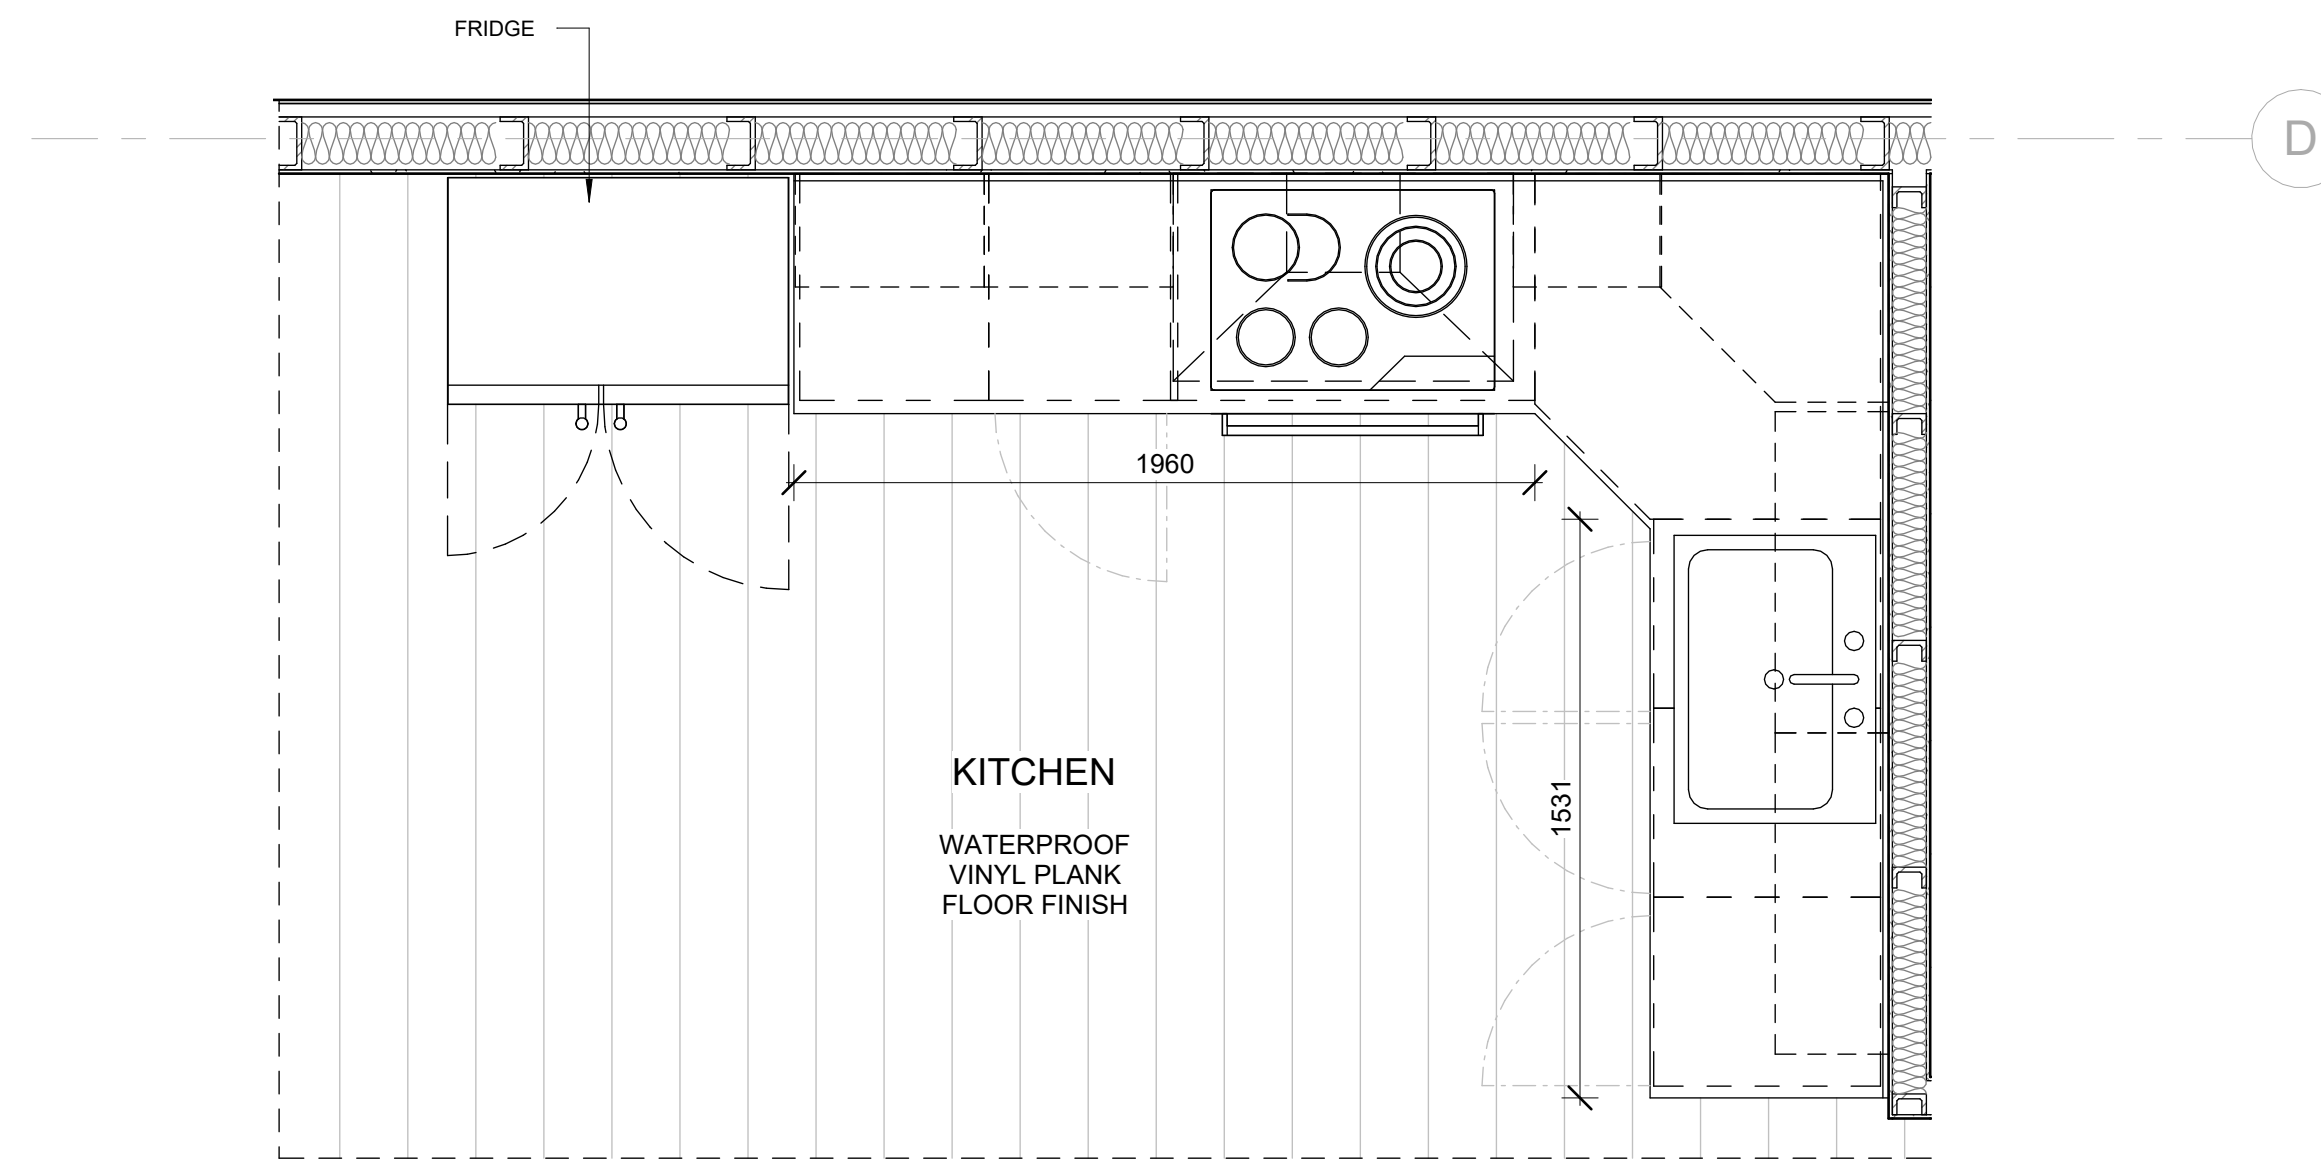 FRIDGE
D
1960
1531
KITCHEN
WATERPROOF
VINYL PLANK
FLOOR FINISH